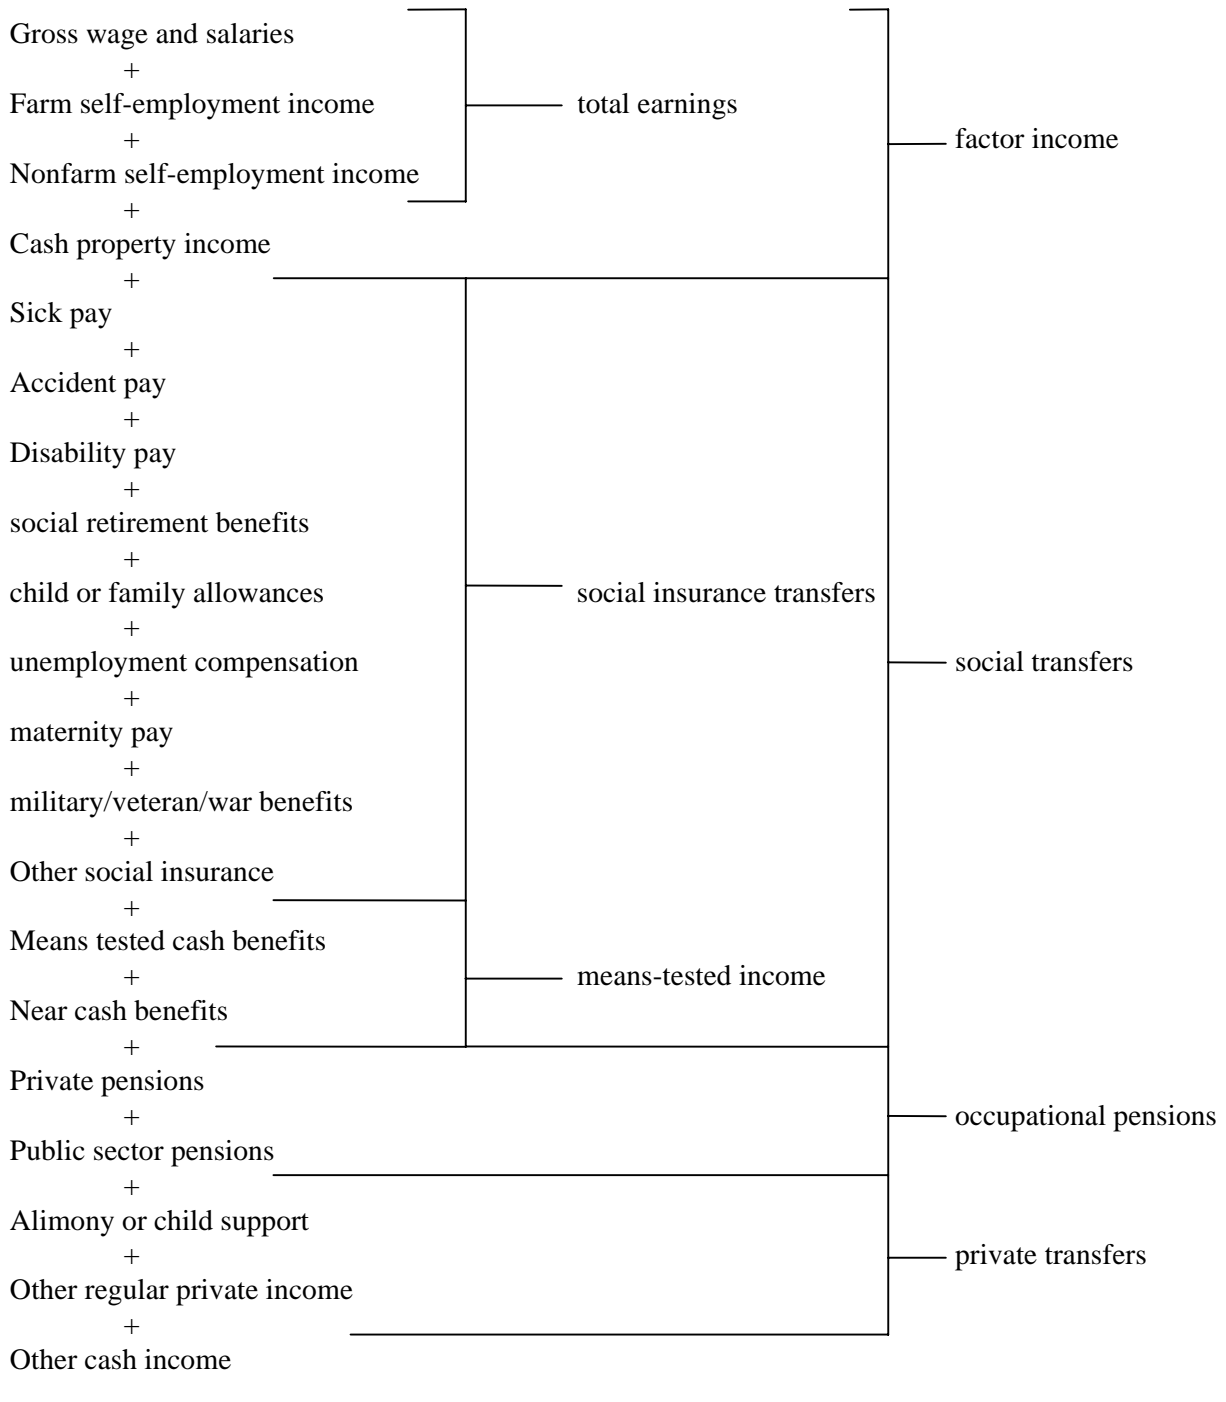 Gross wage and salaries
+
Farm self-employment income
+
Nonfarm self-employment income
+
Cash property income
+
Sick pay
+
Accident pay
+
Disability pay
+
social retirement benefits
+
child or family allowances
+
unemployment compensation
+
maternity pay
+
military/veteran/war benefits
+
Other social insurance
+
Means tested cash benefits
+
Near cash benefits
+
Private pensions
+
Public sector pensions
+
Alimony or child support
+
Other regular private income
+
Other cash income
total earnings
social insurance transfers
means-tested income
factor income
social transfers
occupational pensions
private transfers